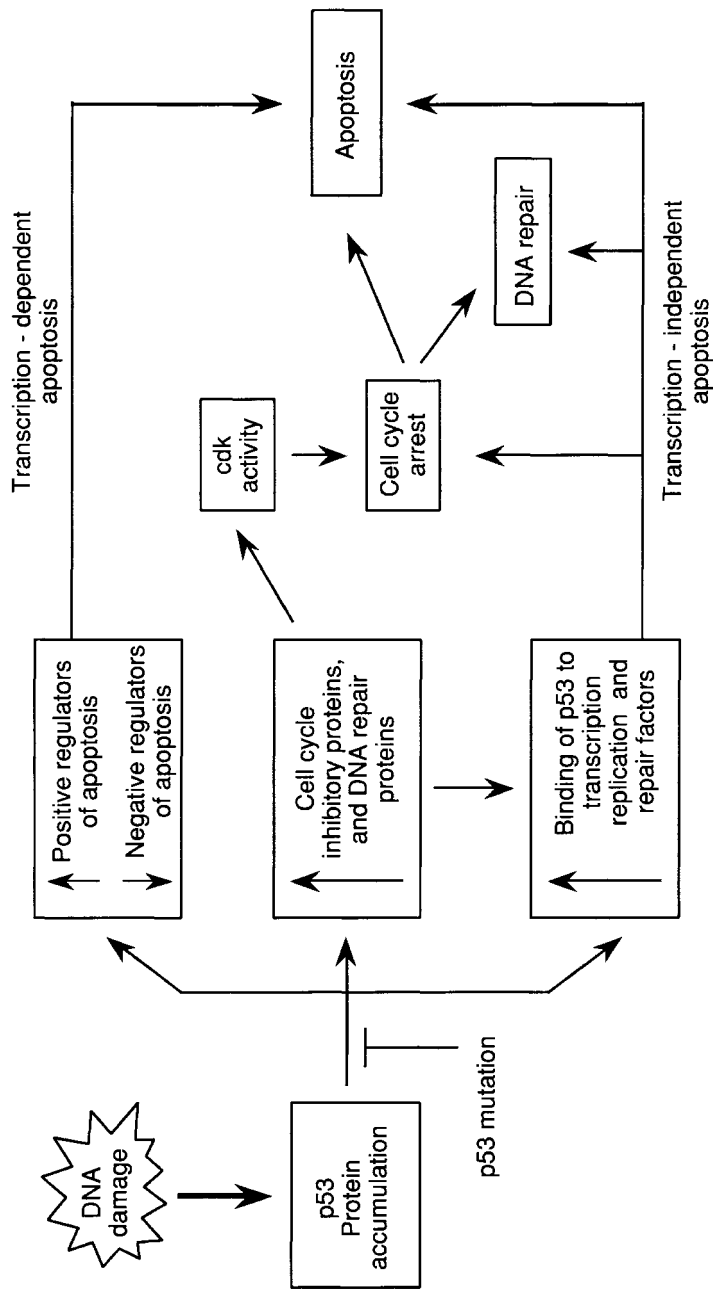 DNA
damage
p53
Protein
accumulation
p53 mutation
Positive regulators
of apoptosis
Negative regulators
of apoptosis
Cell cycle
inhibitory proteins,
and DNA repair
proteins
Binding of p53 to
transcription
replication and
repair factors
Transcription - dependent
apoptosis
cdk
activity
Cell cycle
arrest
Apoptosis
DNA repair
Transcription - independent
apoptosis